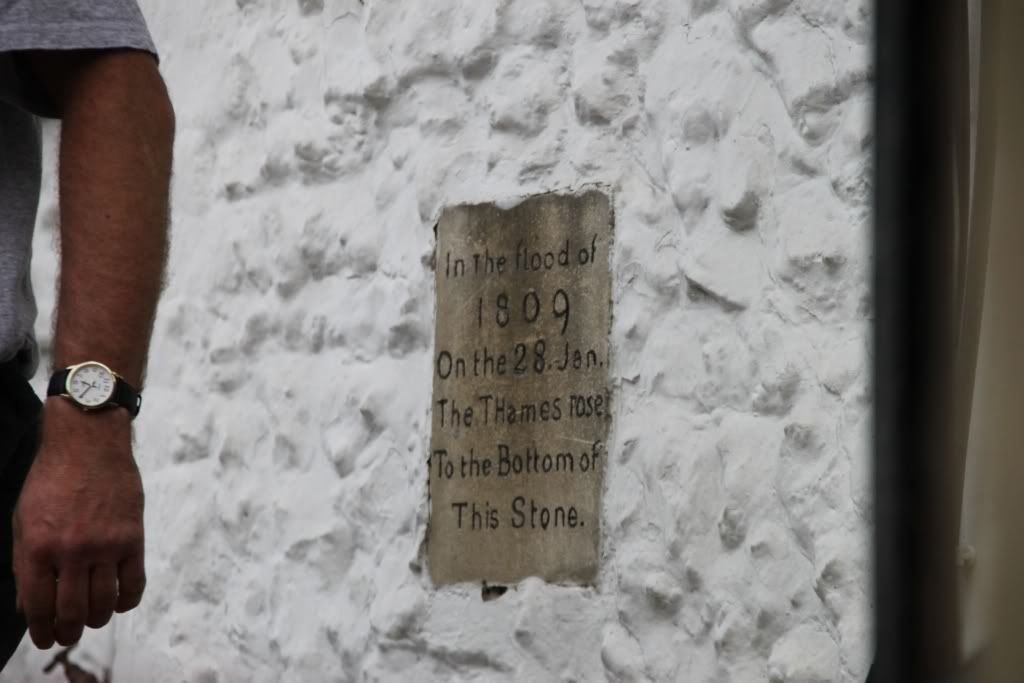 In The flood of
1809
On the 28. Jan.
The THames rose
To the Bottom of
This Stone.